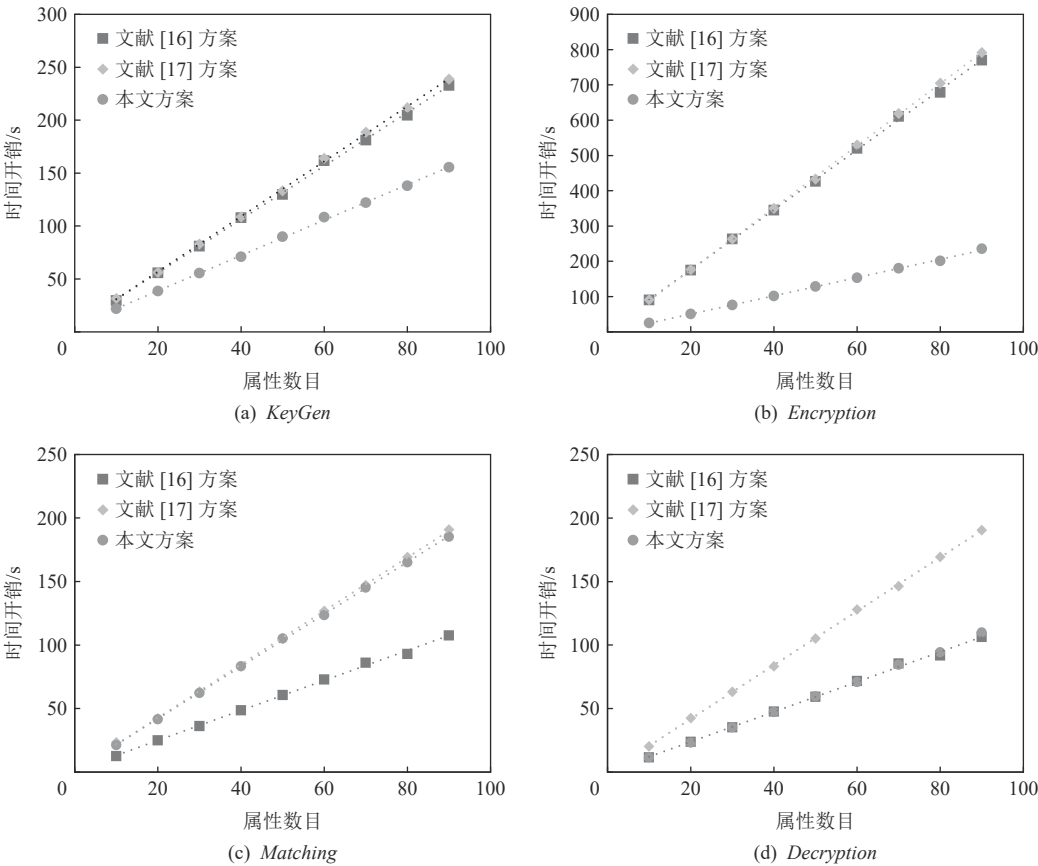 300
250
200
150
100
50
0
20
40
60
80
100
时间开销/s
属性数目
文献 [16] 方案
文献 [17] 方案
本文方案
(a) KeyGen
900
800
700
600
500
400
300
200
100
0
20
40
60
80
100
时间开销/s
属性数目
文献 [16] 方案
文献 [17] 方案
本文方案
(b) Encryption
250
200
150
100
50
0
20
40
60
80
100
时间开销/s
属性数目
文献 [16] 方案
文献 [17] 方案
本文方案
(c) Matching
250
200
150
100
50
0
20
40
60
80
100
时间开销/s
属性数目
文献 [16] 方案
文献 [17] 方案
本文方案
(d) Decryption